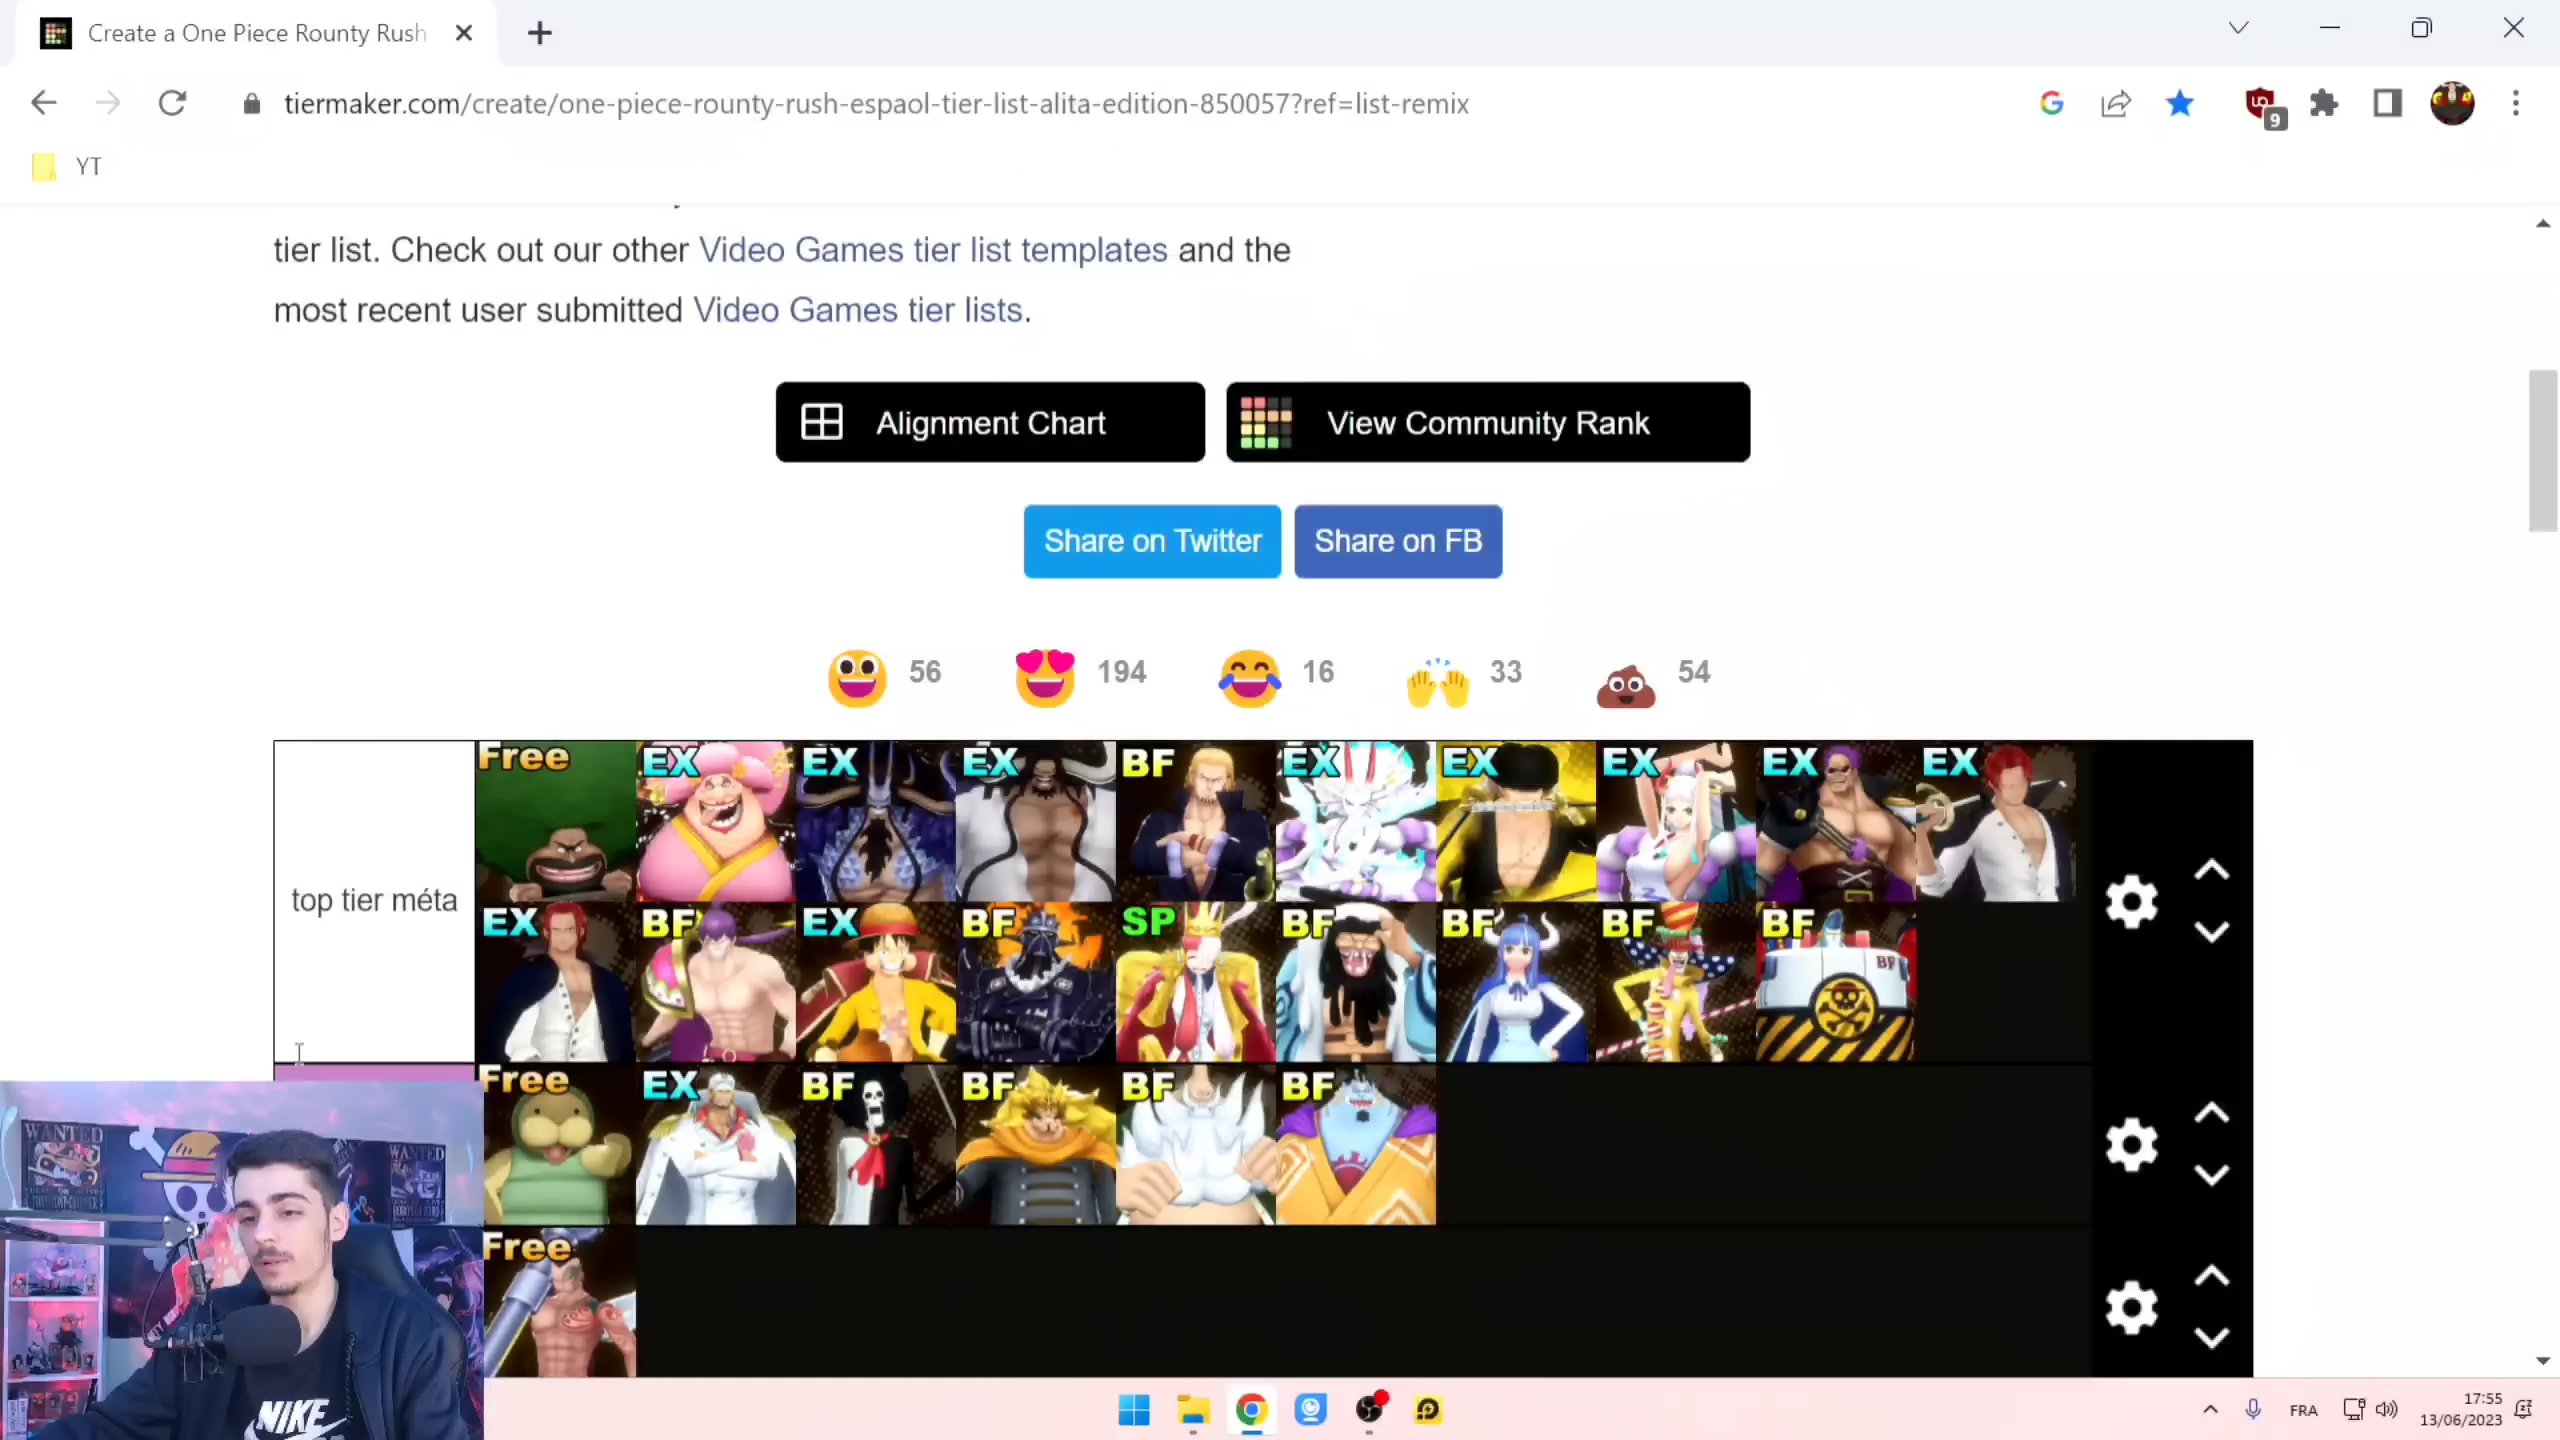 Create a One Piece Rounty Rush
tiermaker.com/create/one-piece-rounty-rush-espaol-tier-list-alita-edition-850057?ref=list-remix
9
YT
tier list. Check out our other Video Games tier list templates and the
most recent user submitted Video Games tier lists.
Alignment Chart
View Community Rank
Share on Twitter
Share on FB
56
194
16
33
54
top tier méta
Free EX EX EX BF EX EX EX EX EX
EX BF EX BF SP BF BF BF BF
BF
Free EX BF BF BF BF
Free
WANTED
WANTED
NIKE
FRA
17:55
13/06/2023